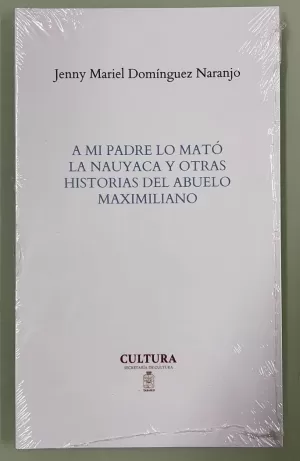 Jenny Mariel Domínguez Naranjo
A MI PADRE LO MATÓ
LA NAUYACA Y OTRAS
HISTORIAS DEL ABUELO
MAXIMILIANO
CULTURA
SECRETARÍA DE CULTURA